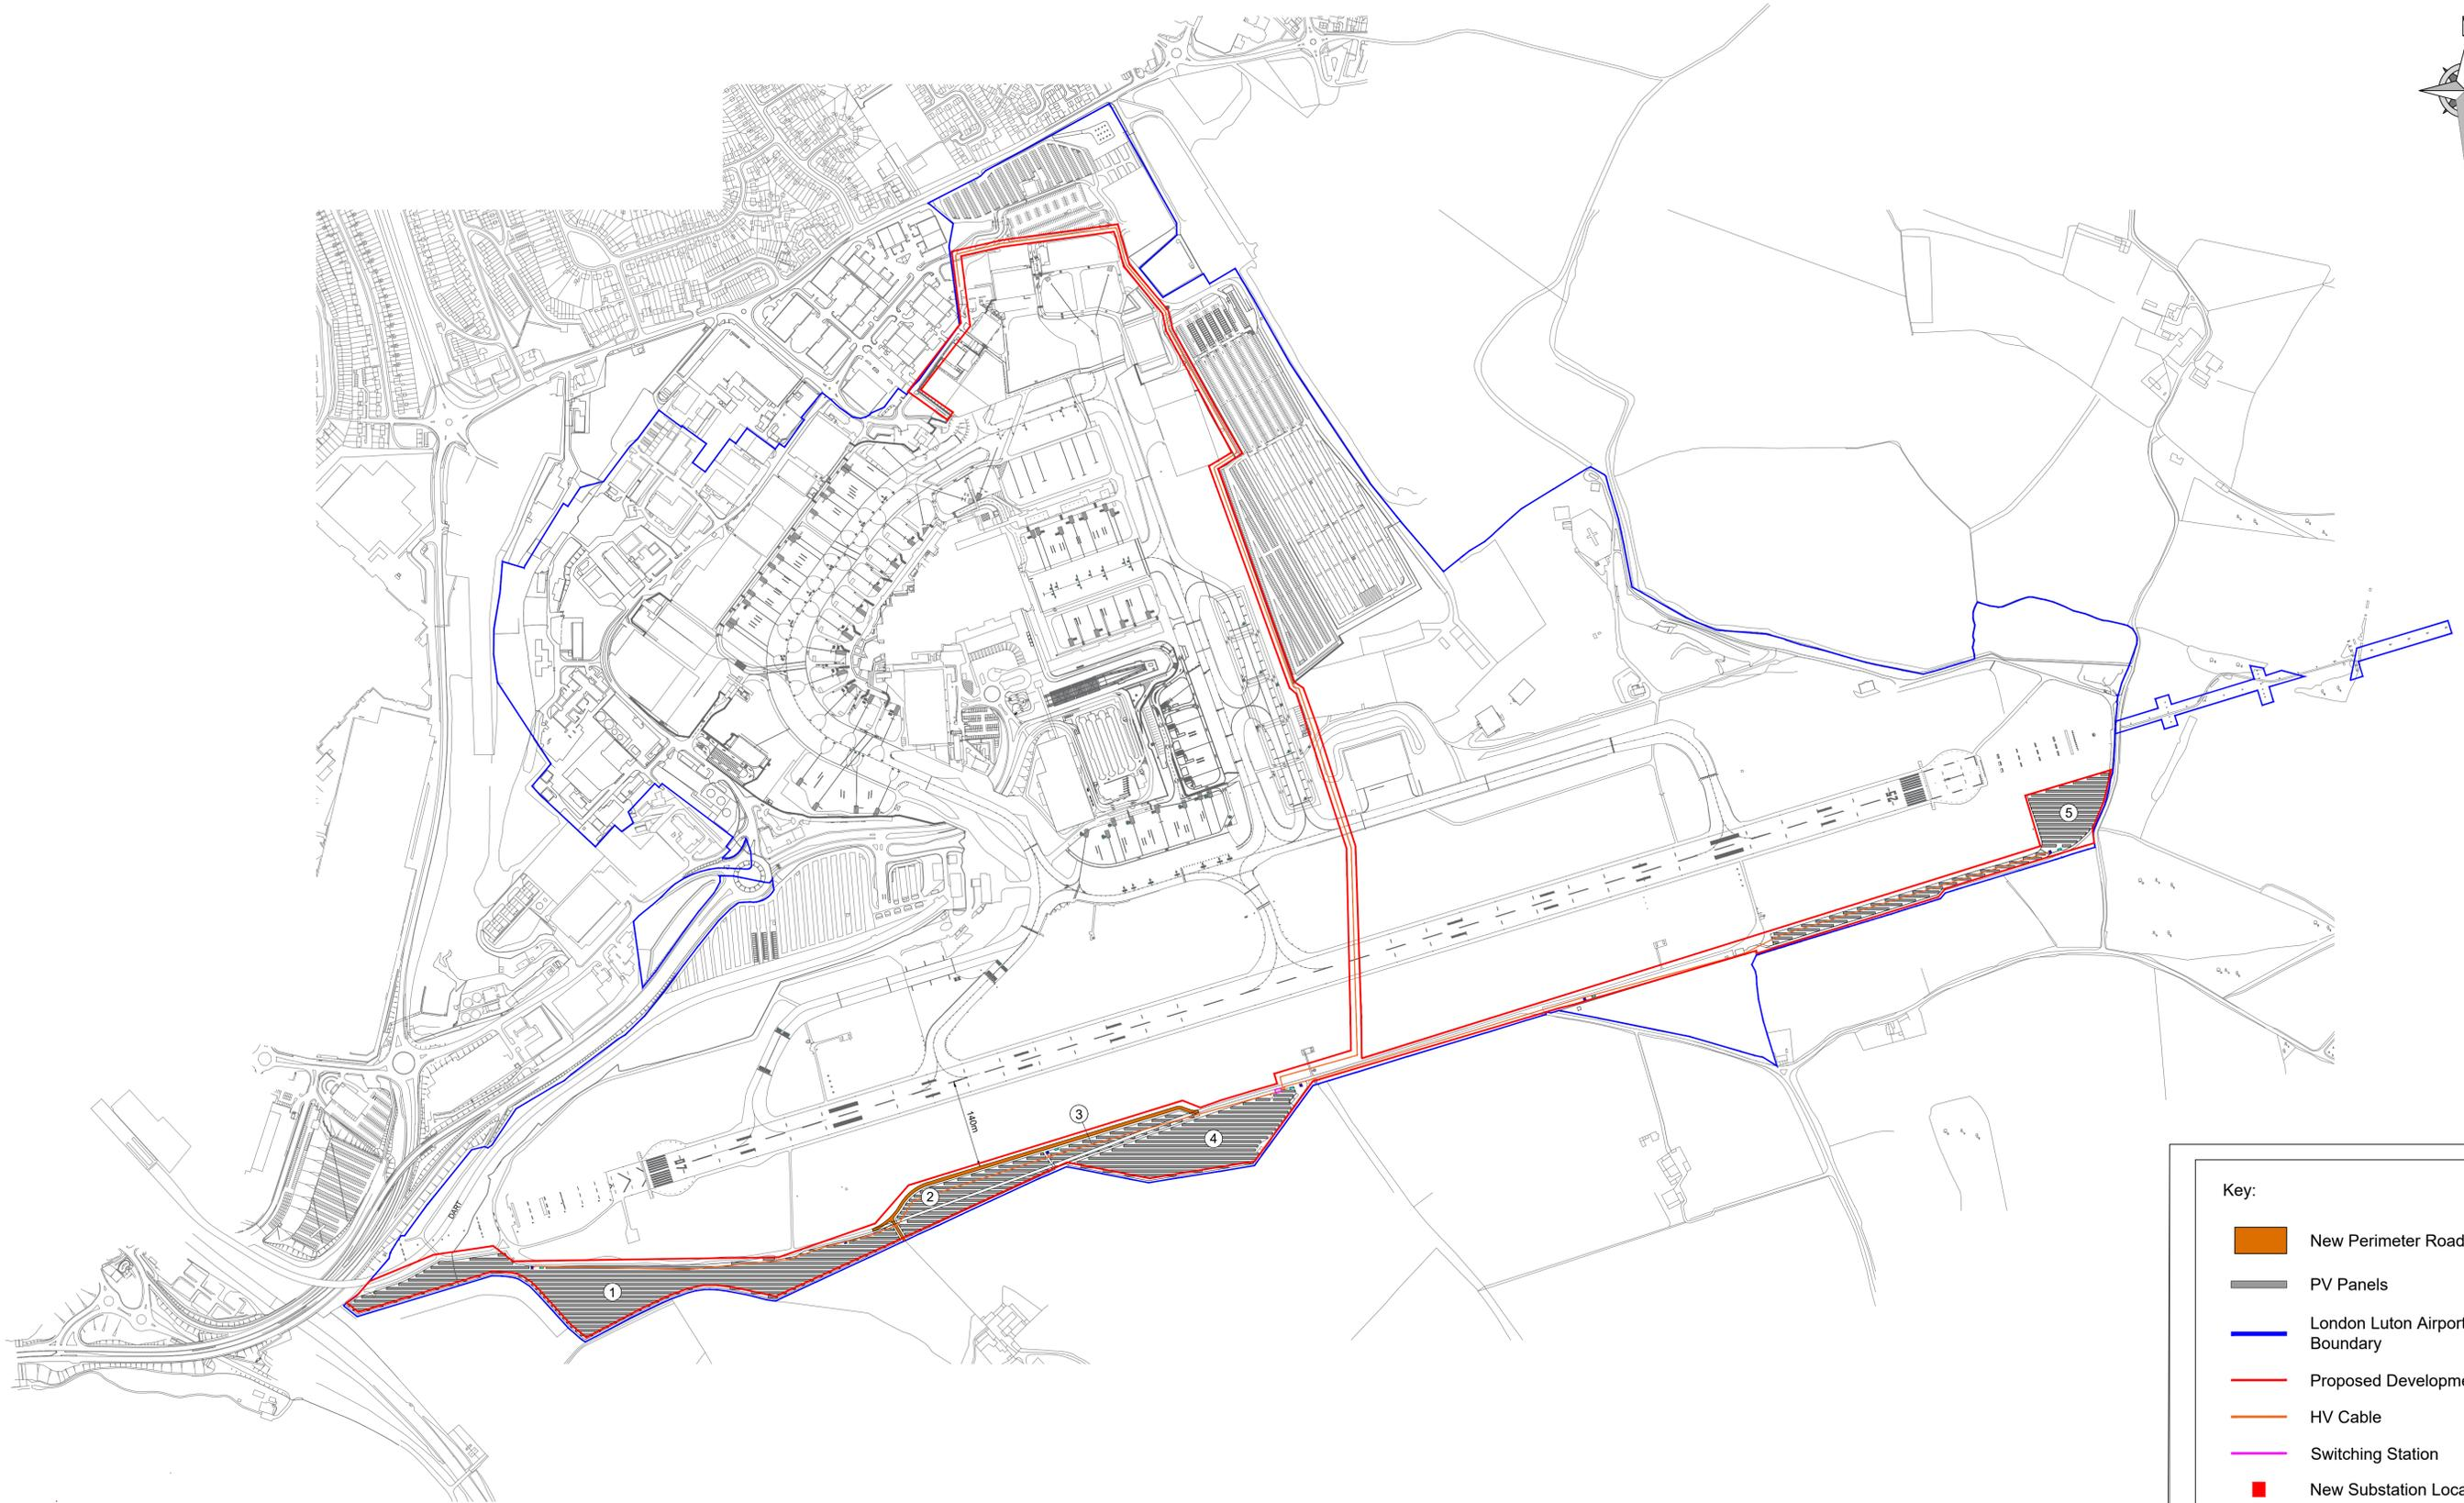 25
5
140m
3
4
07
2
DART
1
Key:
New Perimeter Road
PV Panels
London Luton Airport
Boundary
Proposed Developme
HV Cable
Switching Station
New Substation Loc